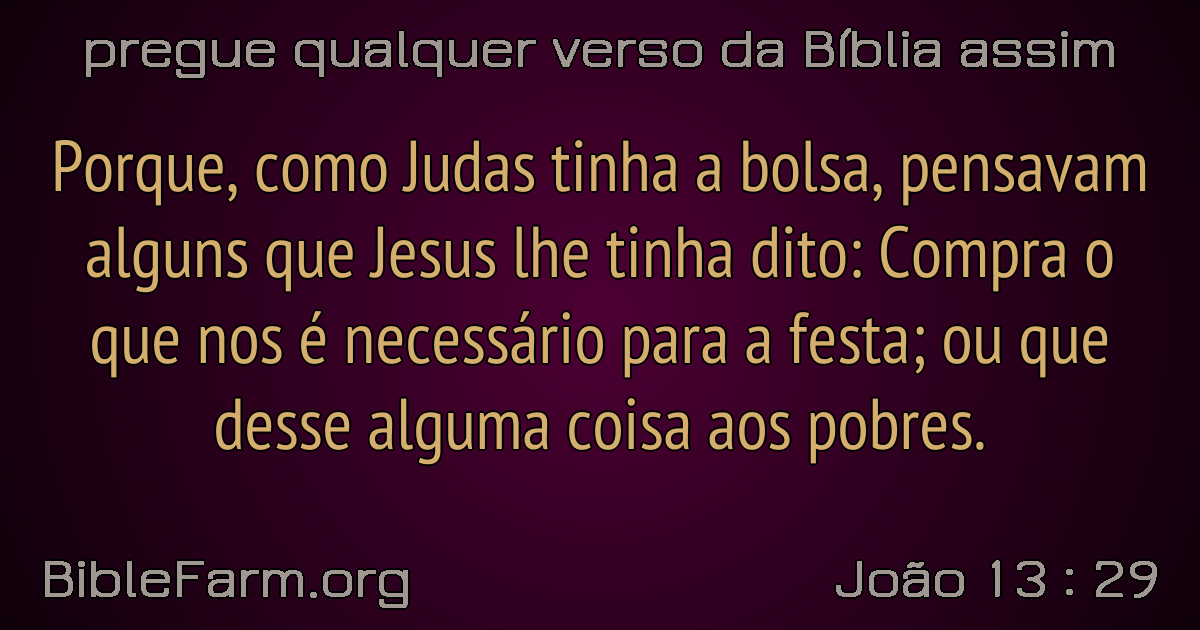 pregue qualquer verso da Bíblia assim
Porque, como Judas tinha a bolsa, pensavam
alguns que Jesus lhe tinha dito: Compra o
que nos é necessário para a festa; ou que
desse alguma coisa aos pobres.
BibleFarm.org
João 13 : 29